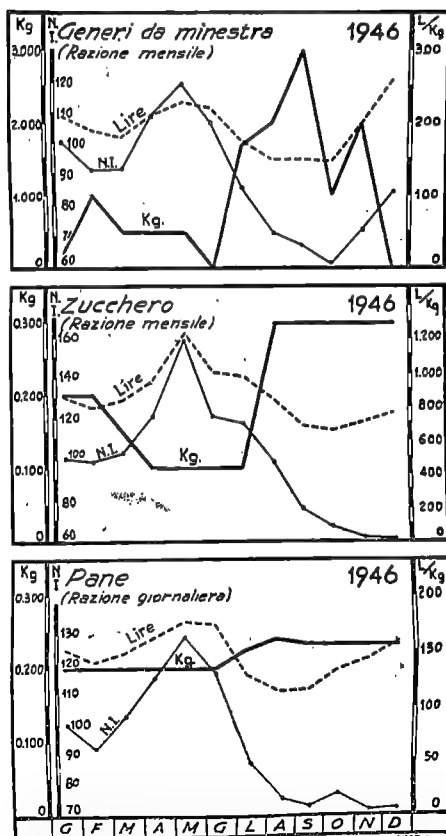 Kg N.I. Generi da minestra 1946 L/Kg
(Razione mensile)
3.000 120 300
110
Lire
100
2.000 200
N.I.
90
80
1.000 Kg. 100
70
0 60 0
Kg N.I. Zucchero 1946 L/Kg
(Razione mensile)
0.300 160 1.200
Lire
140 1.000
0.200
120 800
600
N.I.
100 Kg.
0.100 400
80 200
0 60 0
Kg N.I. Pane 1946 L/Kg
(Razione giornaliera)
0.300 200
130 Lire
150
0.200 120 Kg.
110
100
100 N.I.
0.100 90
50
80
0 70 0
G F M A M G L A S O N D